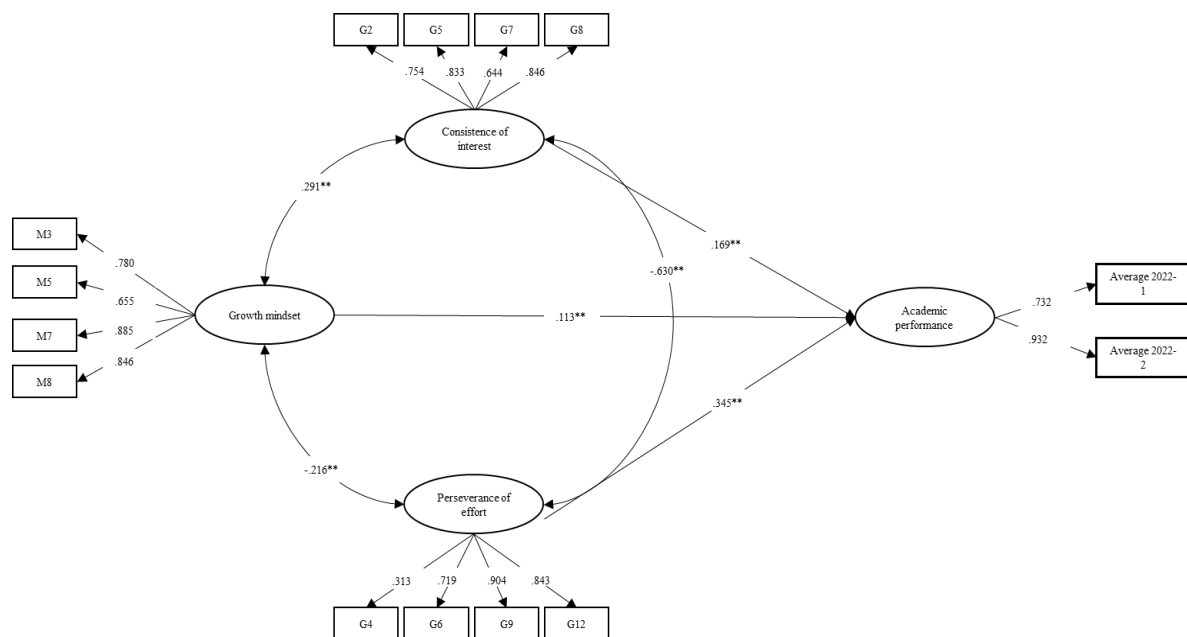 G2 G5 G7 G8
.754 .833 .644 .846
Consistence of
interest
.291**
M3
.780
M5
.655
M7
.885
M8
.846
Growth mindset
.169**
-.630**
.113**
Academic
performance
.732
Average 2022-
1
.932
Average 2022-
2
.345**
-.216**
Perseverance of
effort
.313 .719 .904 .843
G4 G6 G9 G12